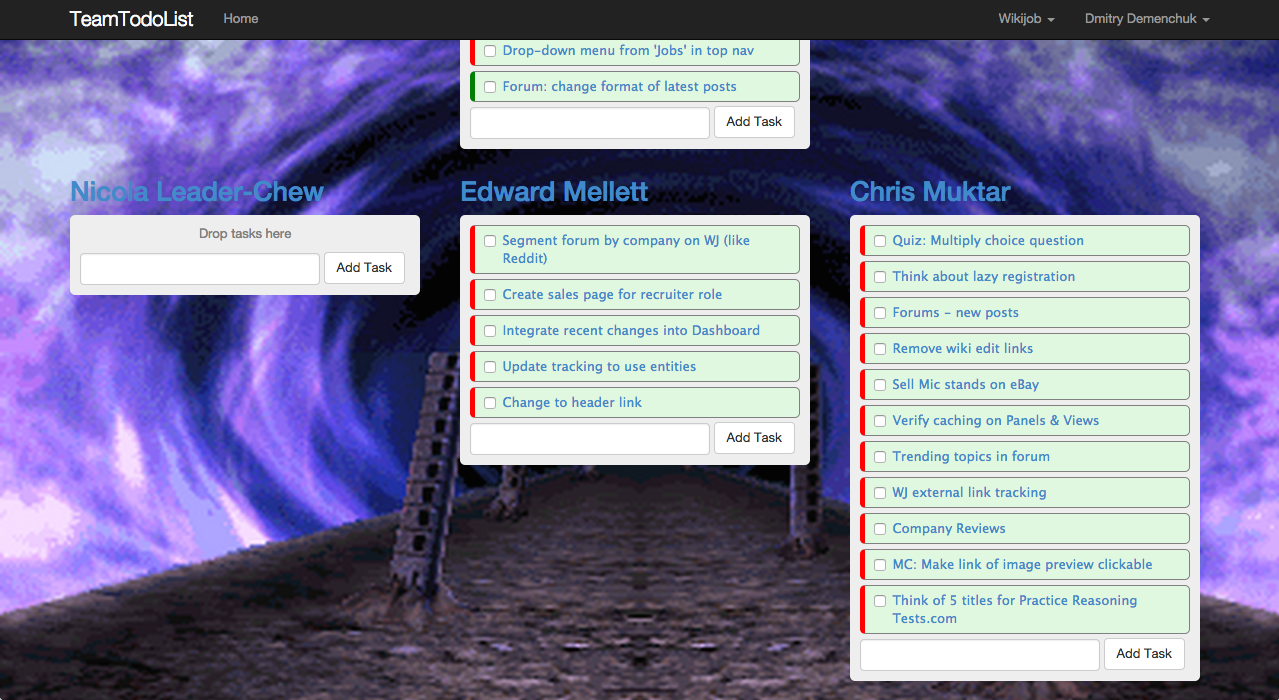 TeamTodoList
Home
Wikijob
Dmitry Demenchuk
Drop-down menu from 'Jobs' in top nav
Forum: change format of latest posts
Add Task
Nicola Leader-Chew
Drop tasks here
Add Task
Edward Mellett
Segment forum by company on WJ (like
Reddit)
Create sales page for recruiter role
Integrate recent changes into Dashboard
Update tracking to use entities
Change to header link
Add Task
Chris Muktar
Quiz: Multiply choice question
Think about lazy registration
Forums - new posts
Remove wiki edit links
Sell Mic stands on eBay
Verify caching on Panels & Views
Trending topics in forum
WJ external link tracking
Company Reviews
MC: Make link of image preview clickable
Think of 5 titles for Practice Reasoning
Tests.com
Add Task